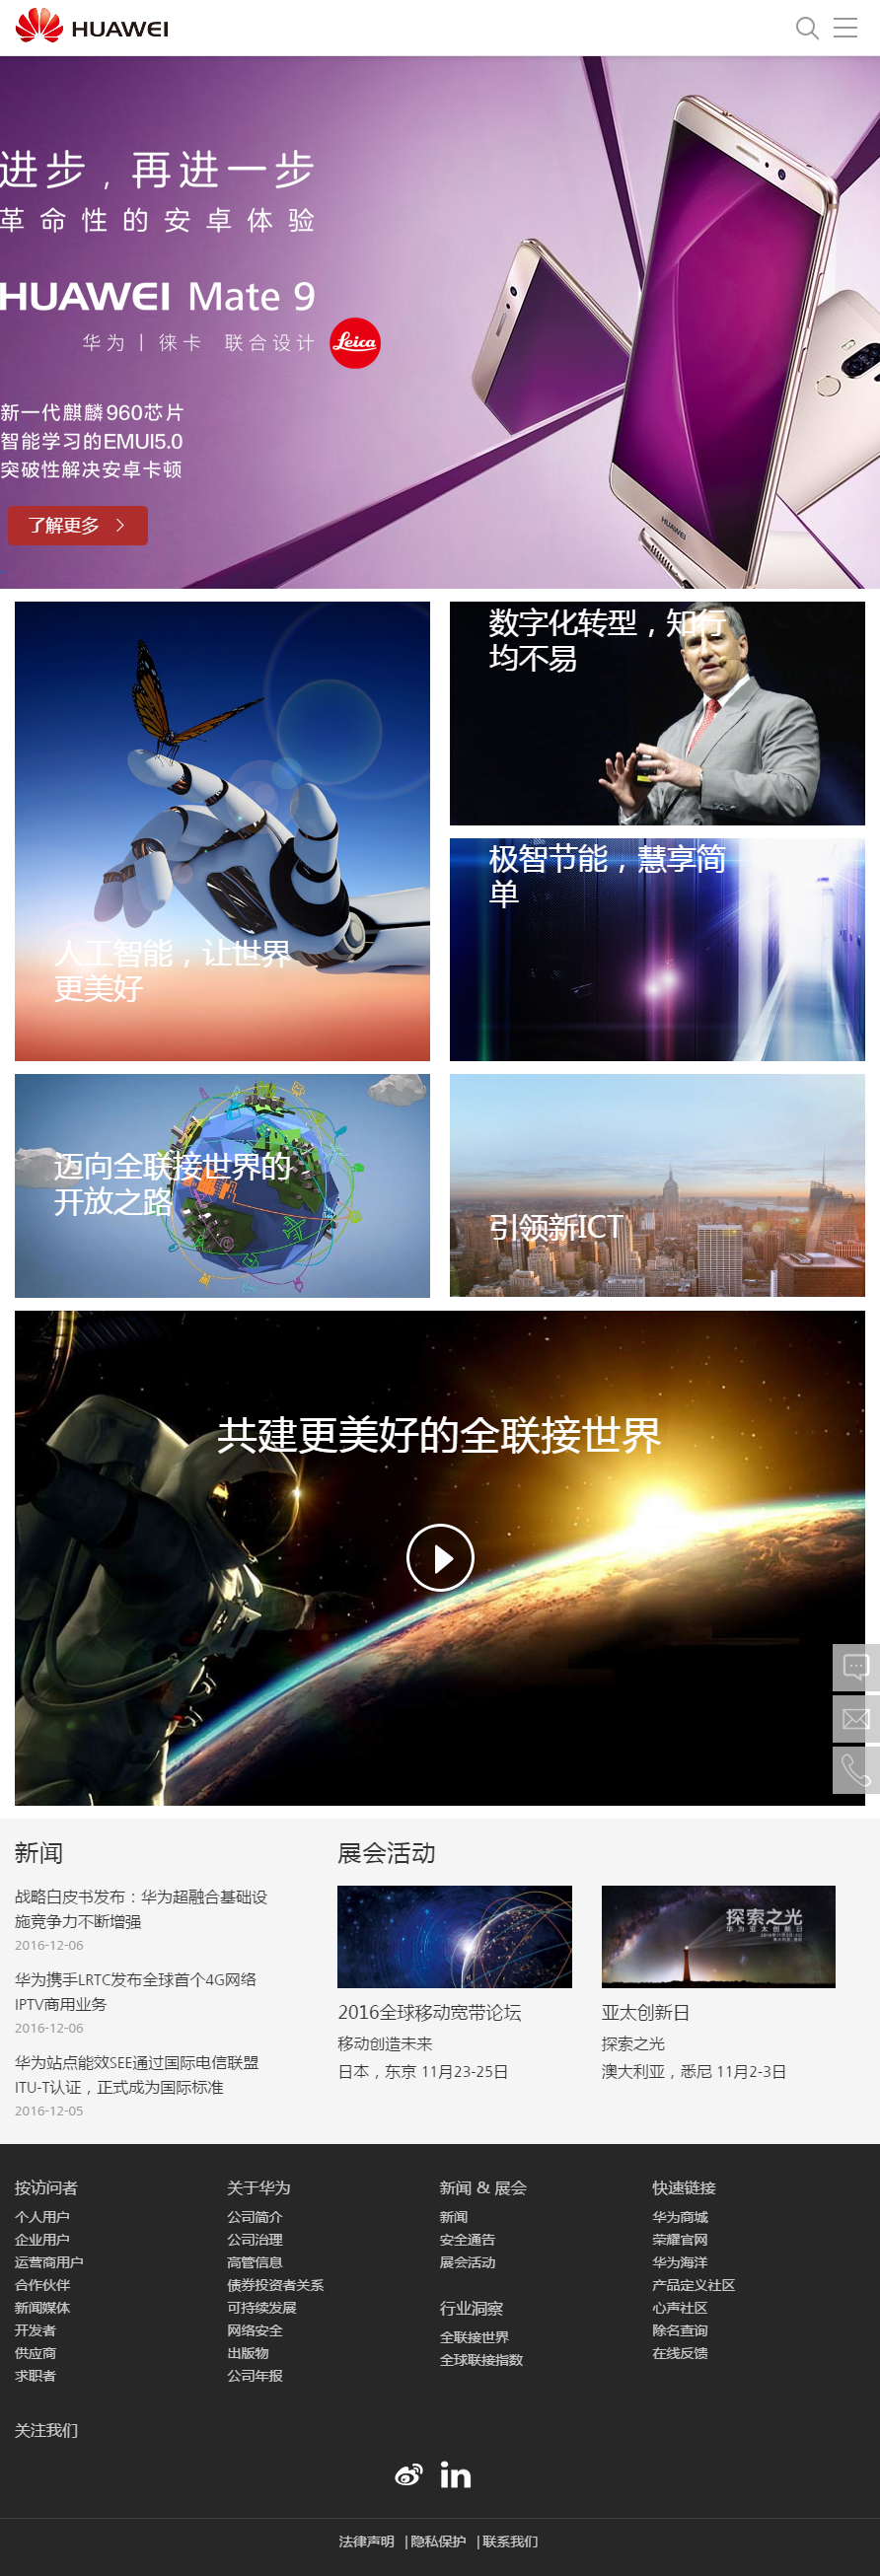 HUAWEI
进步，再进一步
革命性的安卓体验
HUAWEI Mate 9
华为 | 徕卡 联合设计
Leica
新一代麒麟960芯片
智能学习的EMUI5.0
突破性解决安卓卡顿
了解更多
HUAWEI
人工智能，让世界
更美好
数字化转型，知行
均不易
极智节能，慧享简
单
迈向全联接世界的
开放之路
引领新ICT
共建更美好的全联接世界
新闻
战略白皮书发布：华为超融合基础设
施竞争力不断增强
2016-12-06
华为携手LRTC发布全球首个4G网络
IPTV商用业务
2016-12-06
华为站点能效SEE通过国际电信联盟
ITU-T认证，正式成为国际标准
2016-12-05
展会活动
2016全球移动宽带论坛
移动创造未来
日本，东京 11月23-25日
探索之光
华为亚太创新日
亚太创新日
探索之光
澳大利亚，悉尼 11月2-3日
按访问者
个人用户
企业用户
运营商用户
合作伙伴
新闻媒体
开发者
供应商
求职者
关于华为
公司简介
公司治理
高管信息
债券投资者关系
可持续发展
网络安全
出版物
公司年报
新闻 & 展会
新闻
安全通告
展会活动
行业洞察
全联接世界
全球联接指数
快速链接
华为商城
荣耀官网
华为海洋
产品定义社区
心声社区
除名查询
在线反馈
关注我们
法律声明 | 隐私保护 | 联系我们